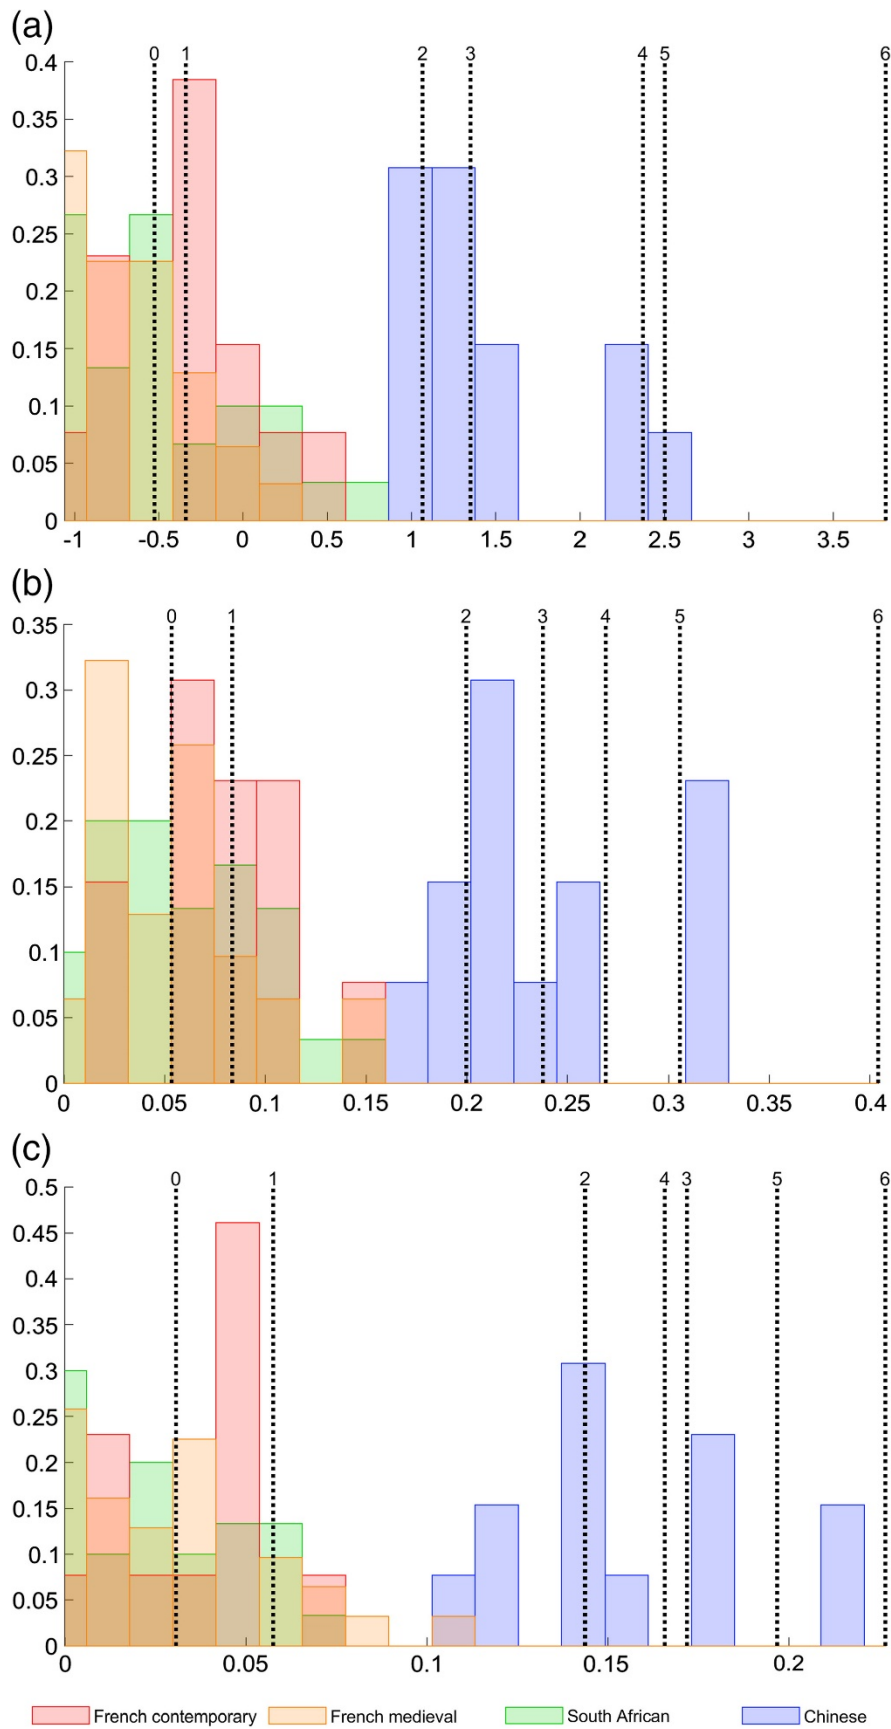 (a)
0 1 2 3 4 5 6
0.4
0.35
0.3
0.25
0.2
0.15
0.1
0.05
0
-1 -0.5 0 0.5 1 1.5 2 2.5 3 3.5
(b)
0 1 2 3 4 5 6
0.35
0.3
0.25
0.2
0.15
0.1
0.05
0
0 0.05 0.1 0.15 0.2 0.25 0.3 0.35 0.4
(c)
0 1 2 4 3 5 6
0.5
0.45
0.4
0.35
0.3
0.25
0.2
0.15
0.1
0.05
0
0 0.05 0.1 0.15 0.2
French contemporary French medieval South African Chinese